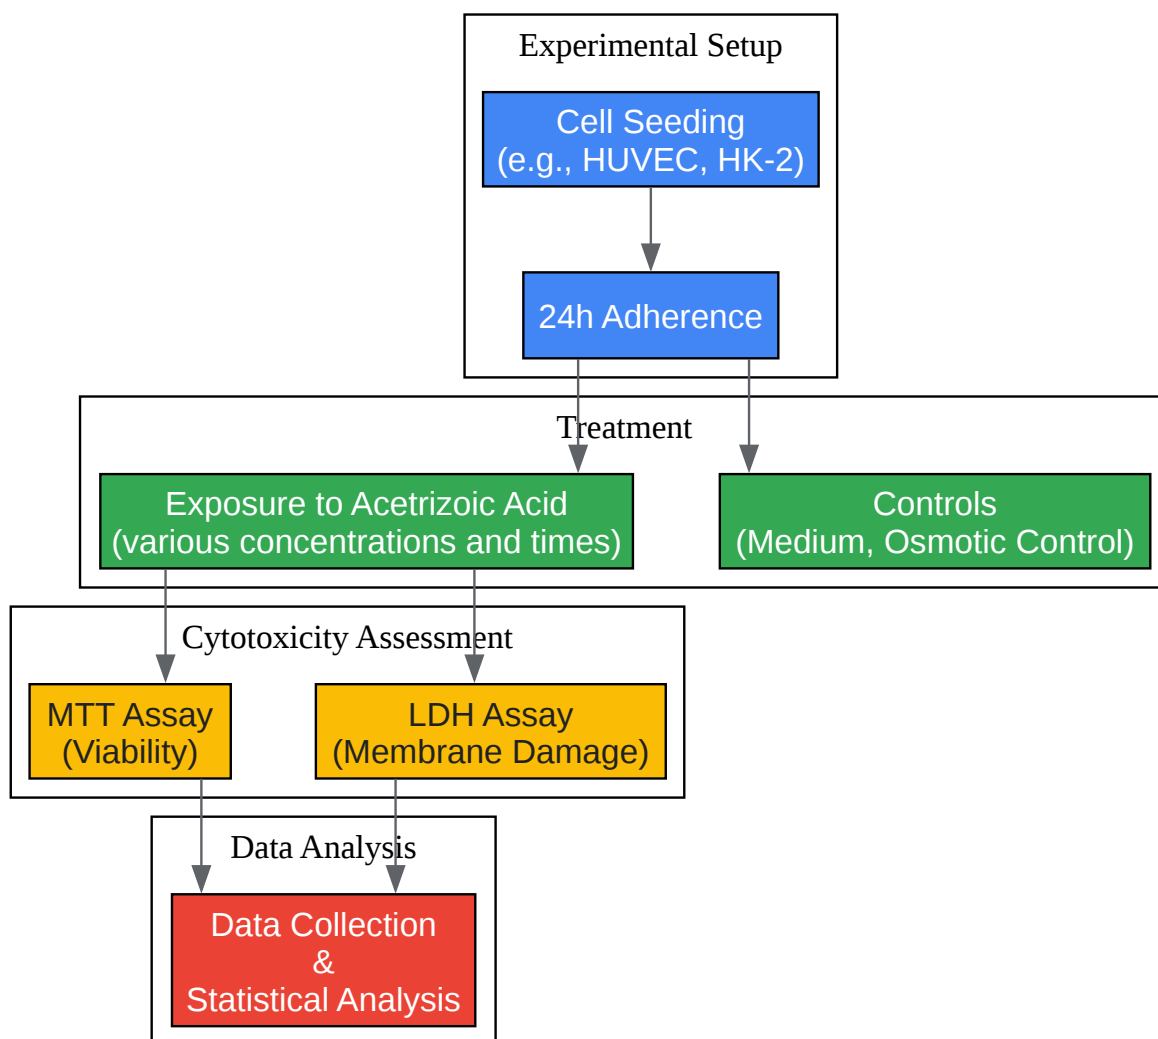 Experimental Setup
Cell Seeding
(e.g., HUVEC, HK-2)
24h Adherence
Treatment
Exposure to Acetrizoic Acid
(various concentrations and times)
Controls
(Medium, Osmotic Control)
Cytotoxicity Assessment
MTT Assay
(Viability)
LDH Assay
(Membrane Damage)
Data Analysis
Data Collection
&
Statistical Analysis